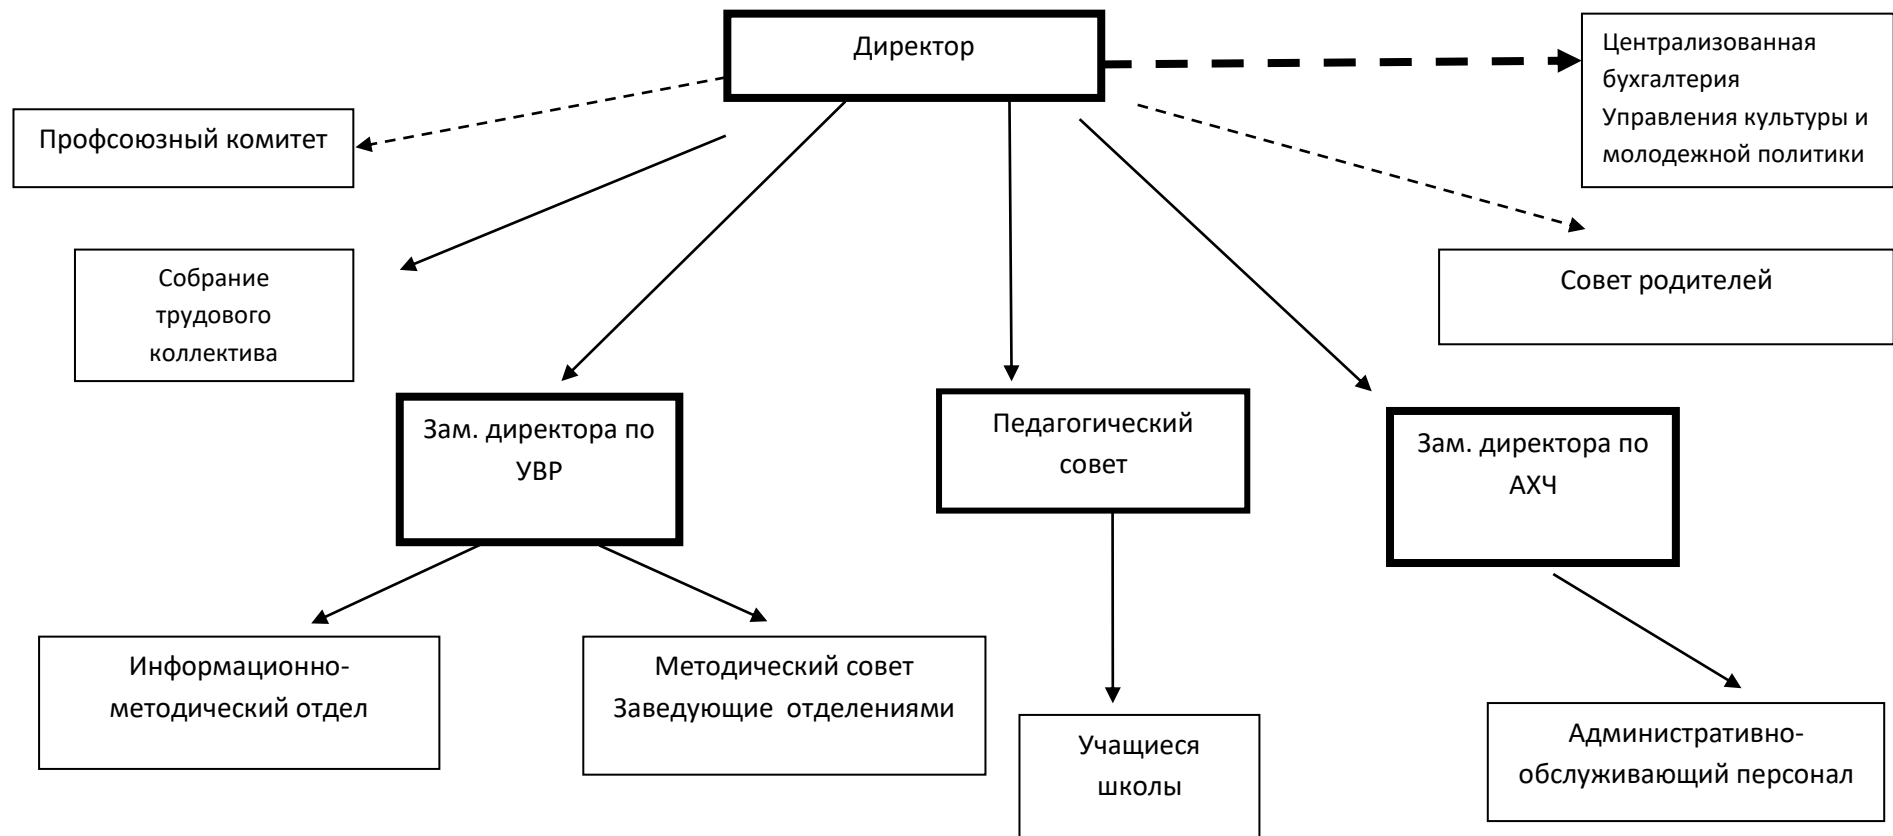 Директор
Централизованная
бухгалтерия
Управления культуры и
молодежной политики
Профсоюзный комитет
Собрание
трудового
коллектива
Совет родителей
Зам. директора по
УВР
Педагогический
совет
Зам. директора по
АХЧ
Информационно-
методический отдел
Методический совет
Заведующие отделениями
Учащиеся
школы
Административно-
обслуживающий персонал